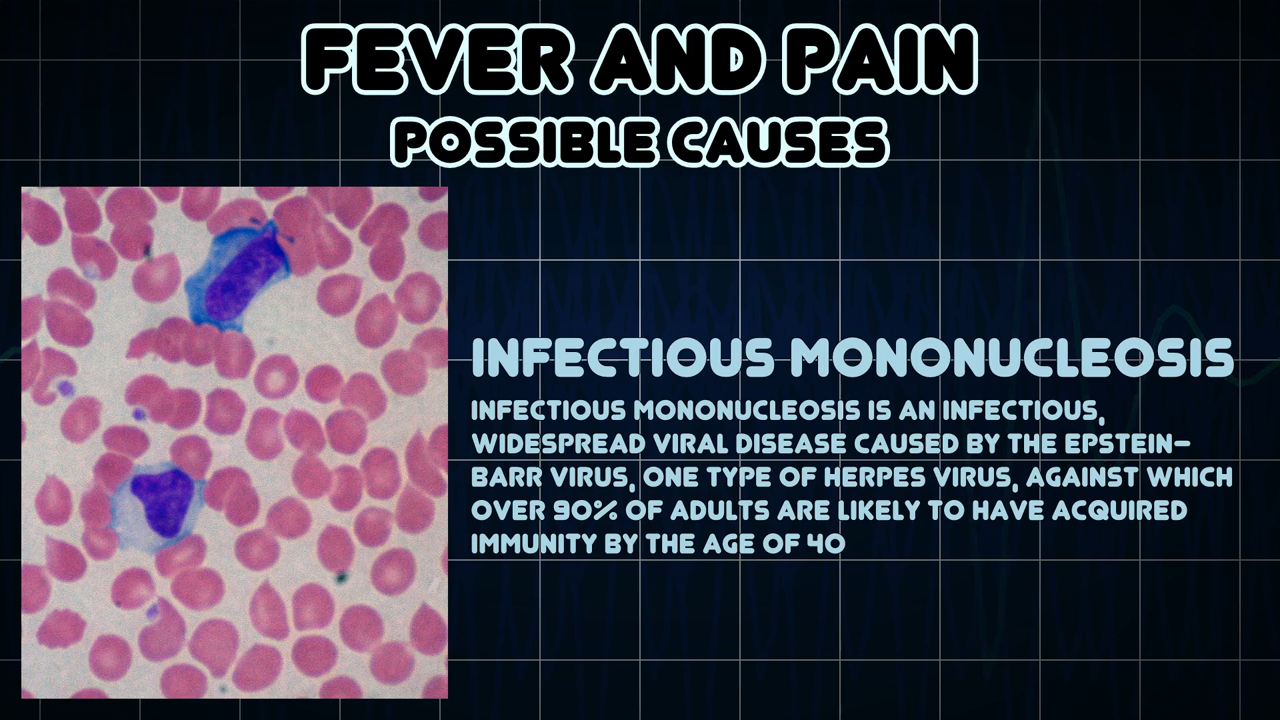 FEVER AND PAIN
POSSIBLE CAUSES
INFECTIOUS MONONUCLEOSIS
INFECTIOUS MONONUCLEOSIS IS AN INFECTIOUS,
WIDESPREAD VIRAL DISEASE CAUSED BY THE EPSTEIN-
BARR VIRUS, ONE TYPE OF HERPES VIRUS, AGAINST WHICH
OVER 90% OF ADULTS ARE LIKELY TO HAVE ACQUIRED
IMMUNITY BY THE AGE OF 40